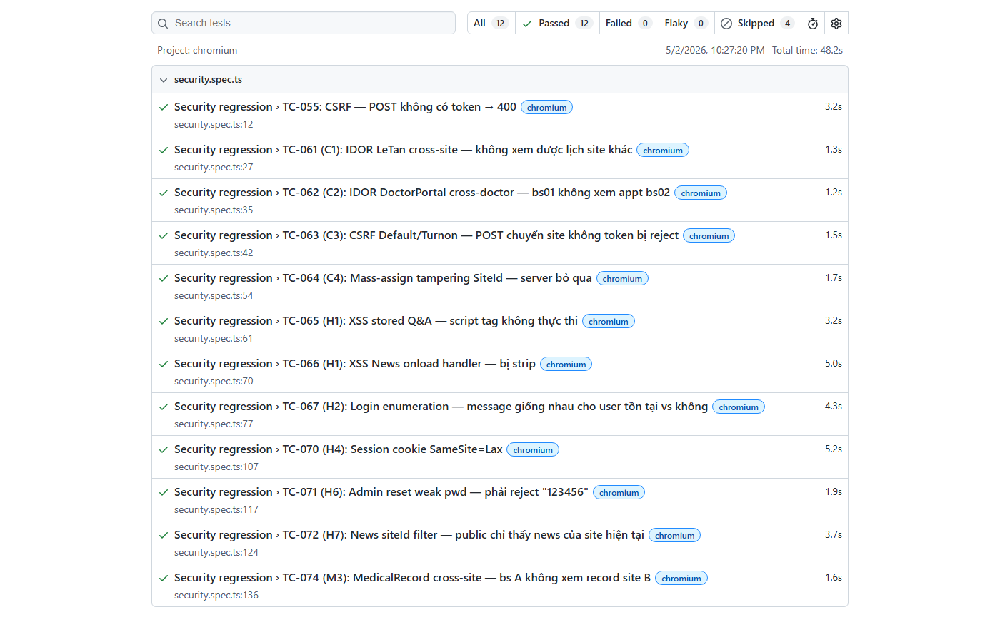 Search tests
All 12 Passed 12 Failed 0 Flaky 0 Skipped 4
Project: chromium
5/2/2026, 10:27:20 PM Total time: 48.2s
security.spec.ts
Security regression › TC-055: CSRF — POST không có token → 400 chromium 3.2s
security.spec.ts:12
Security regression › TC-061 (C1): IDOR LeTan cross-site — không xem được lịch site khác chromium 1.3s
security.spec.ts:27
Security regression › TC-062 (C2): IDOR DoctorPortal cross-doctor — bs01 không xem appt bs02 chromium 1.2s
security.spec.ts:35
Security regression › TC-063 (C3): CSRF Default/Turnon — POST chuyển site không token bị reject chromium 1.5s
security.spec.ts:42
Security regression › TC-064 (C4): Mass-assign tampering SiteId — server bỏ qua chromium 1.7s
security.spec.ts:54
Security regression › TC-065 (H1): XSS stored Q&A — script tag không thực thi chromium 3.2s
security.spec.ts:61
Security regression › TC-066 (H1): XSS News onload handler — bị strip chromium 5.0s
security.spec.ts:70
Security regression › TC-067 (H2): Login enumeration — message giống nhau cho user tồn tại vs không chromium 4.3s
security.spec.ts:77
Security regression › TC-070 (H4): Session cookie SameSite=Lax chromium 5.2s
security.spec.ts:107
Security regression › TC-071 (H6): Admin reset weak pwd — phải reject "123456" chromium 1.9s
security.spec.ts:117
Security regression › TC-072 (H7): News siteId filter — public chỉ thấy news của site hiện tại chromium 3.7s
security.spec.ts:124
Security regression › TC-074 (M3): MedicalRecord cross-site — bs A không xem record site B chromium 1.6s
security.spec.ts:136